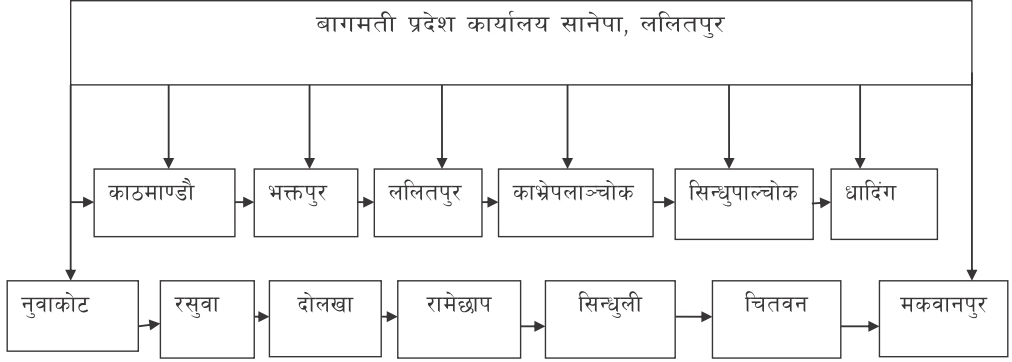 बागमती प्रदेश कार्यालय सानेपा, ललितपुर
काठमाण्डौ
भक्तपुर
ललितपुर
काभ्रेपलाञ्चोक
सिन्धुपाल्चोक
धादिंग
नुवाकोट
रसुवा
दोलखा
रामेछाप
सिन्धुली
चितवन
मकवानपुर